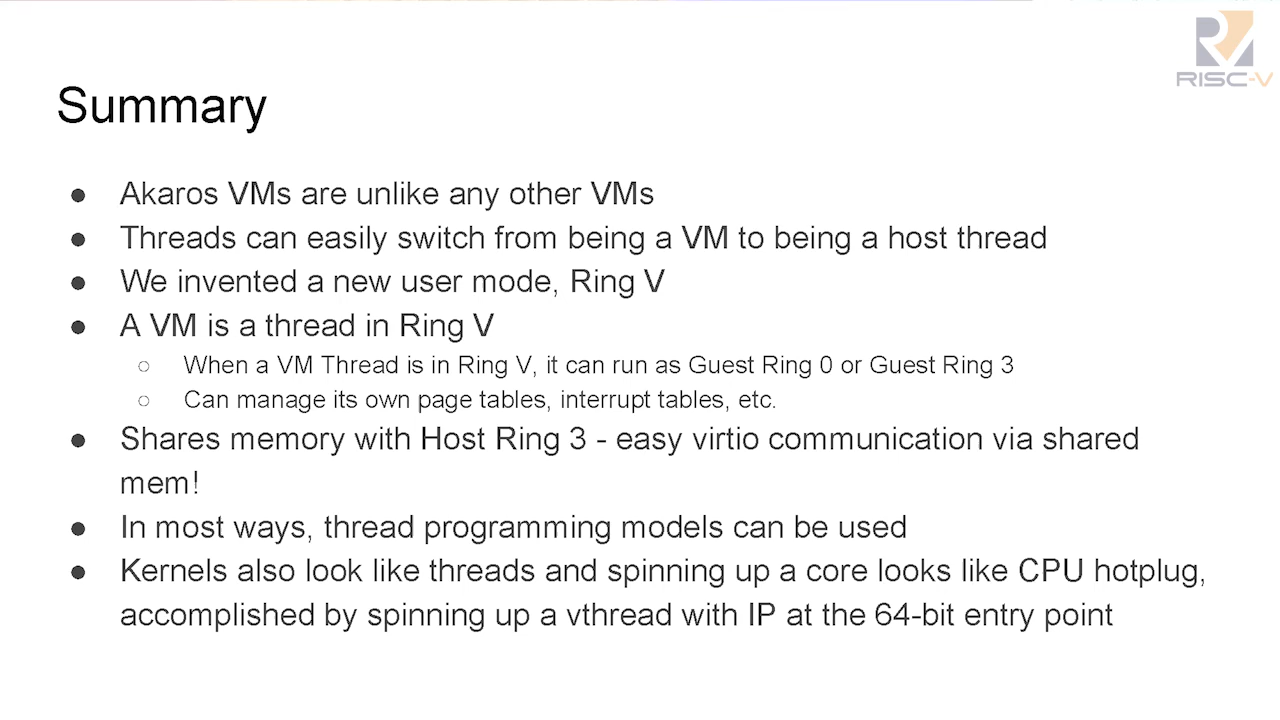 RISC-V
Summary
● Akaros VMs are unlike any other VMs
● Threads can easily switch from being a VM to being a host thread
● We invented a new user mode, Ring V
● A VM is a thread in Ring V
○ When a VM Thread is in Ring V, it can run as Guest Ring 0 or Guest Ring 3
○ Can manage its own page tables, interrupt tables, etc.
● Shares memory with Host Ring 3 - easy virtio communication via shared
mem!
● In most ways, thread programming models can be used
● Kernels also look like threads and spinning up a core looks like CPU hotplug,
accomplished by spinning up a vthread with IP at the 64-bit entry point